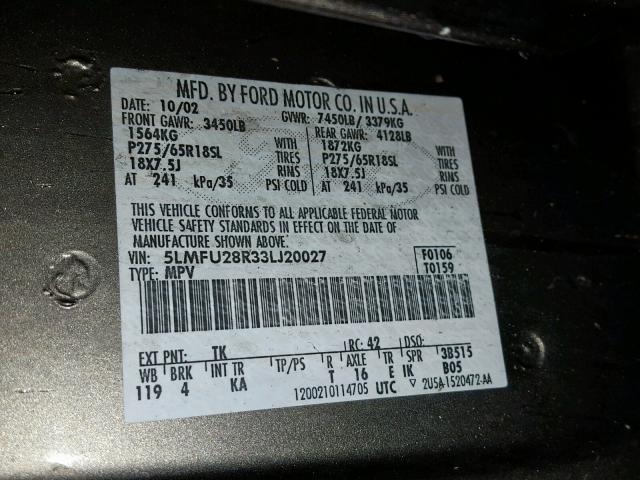 MFD. BY FORD MOTOR CO. IN U.S.A.
DATE: 10/02 GVWR: 7450LB/ 3379KG
FRONT GAWR: 3450LB REAR GAWR: 4128LB
1564KG WITH 1872KG WITH
P275/65R18SL TIRES P275/65R18SL TIRES
18X7.5J RINS 18X7.5J RINS
AT 241 kPa/35 PSI COLD AT 241 kPa/35 PSI COLD
THIS VEHICLE CONFORMS TO ALL APPLICABLE FEDERAL MOTOR
VEHICLE SAFETY STANDARDS IN EFFECT ON THE DATE OF
MANUFACTURE SHOWN ABOVE.
VIN: 5LMFU28R33LJ20027 F0106
TYPE: MPV T0159
EXT PNT: TK RC: 42 DSO:
WB BRK INT TR TP/PS R AXLE TR SPR 3B515
119 4 KA T 16 E IK B05
1200210114705 UTC ▽ 2U5A-1520472-AA